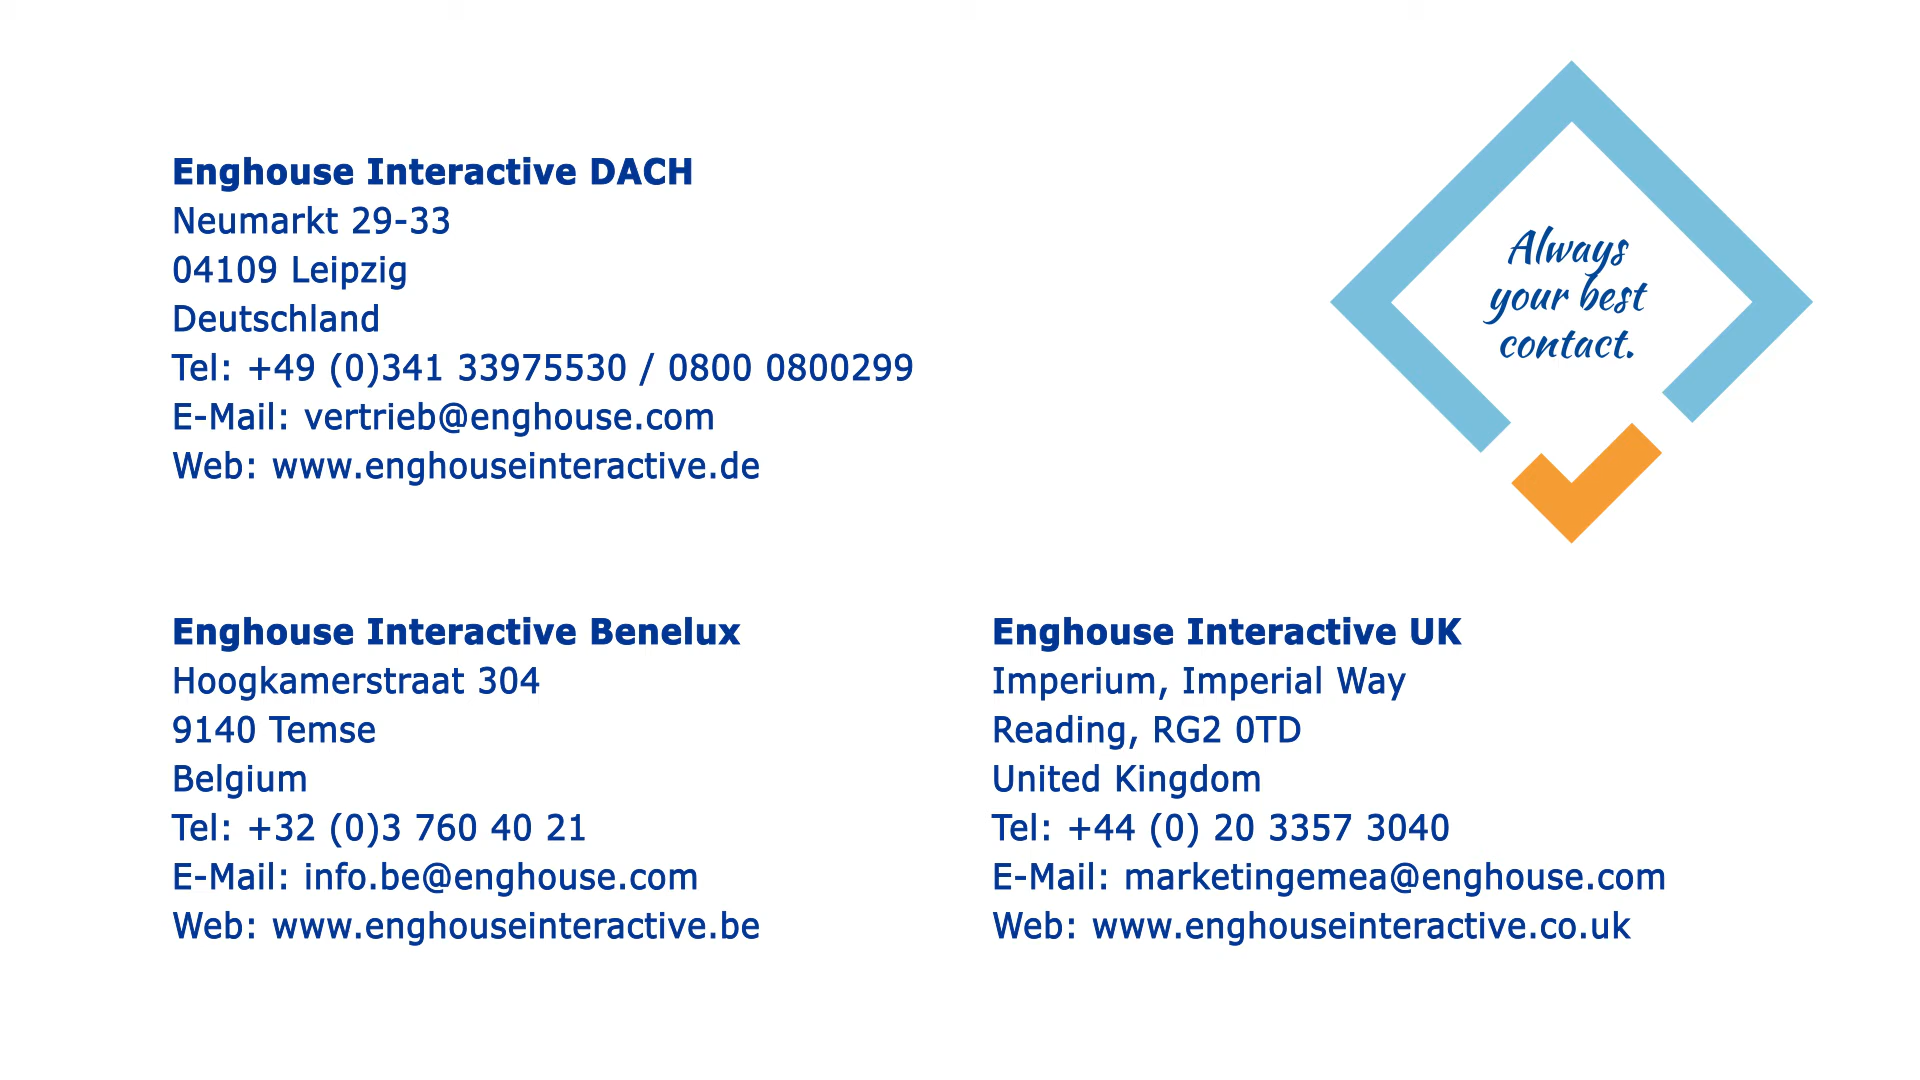 Enghouse Interactive DACH
Neumarkt 29-33
04109 Leipzig
Deutschland
Tel: +49 (0)341 33975530 / 0800 0800299
E-Mail: vertrieb@enghouse.com
Web: www.enghouseinteractive.de
Always
your best
contact.
Enghouse Interactive Benelux
Hoogkamerstraat 304
9140 Temse
Belgium
Tel: +32 (0)3 760 40 21
E-Mail: info.be@enghouse.com
Web: www.enghouseinteractive.be
Enghouse Interactive UK
Imperium, Imperial Way
Reading, RG2 0TD
United Kingdom
Tel: +44 (0) 20 3357 3040
E-Mail: marketingemea@enghouse.com
Web: www.enghouseinteractive.co.uk